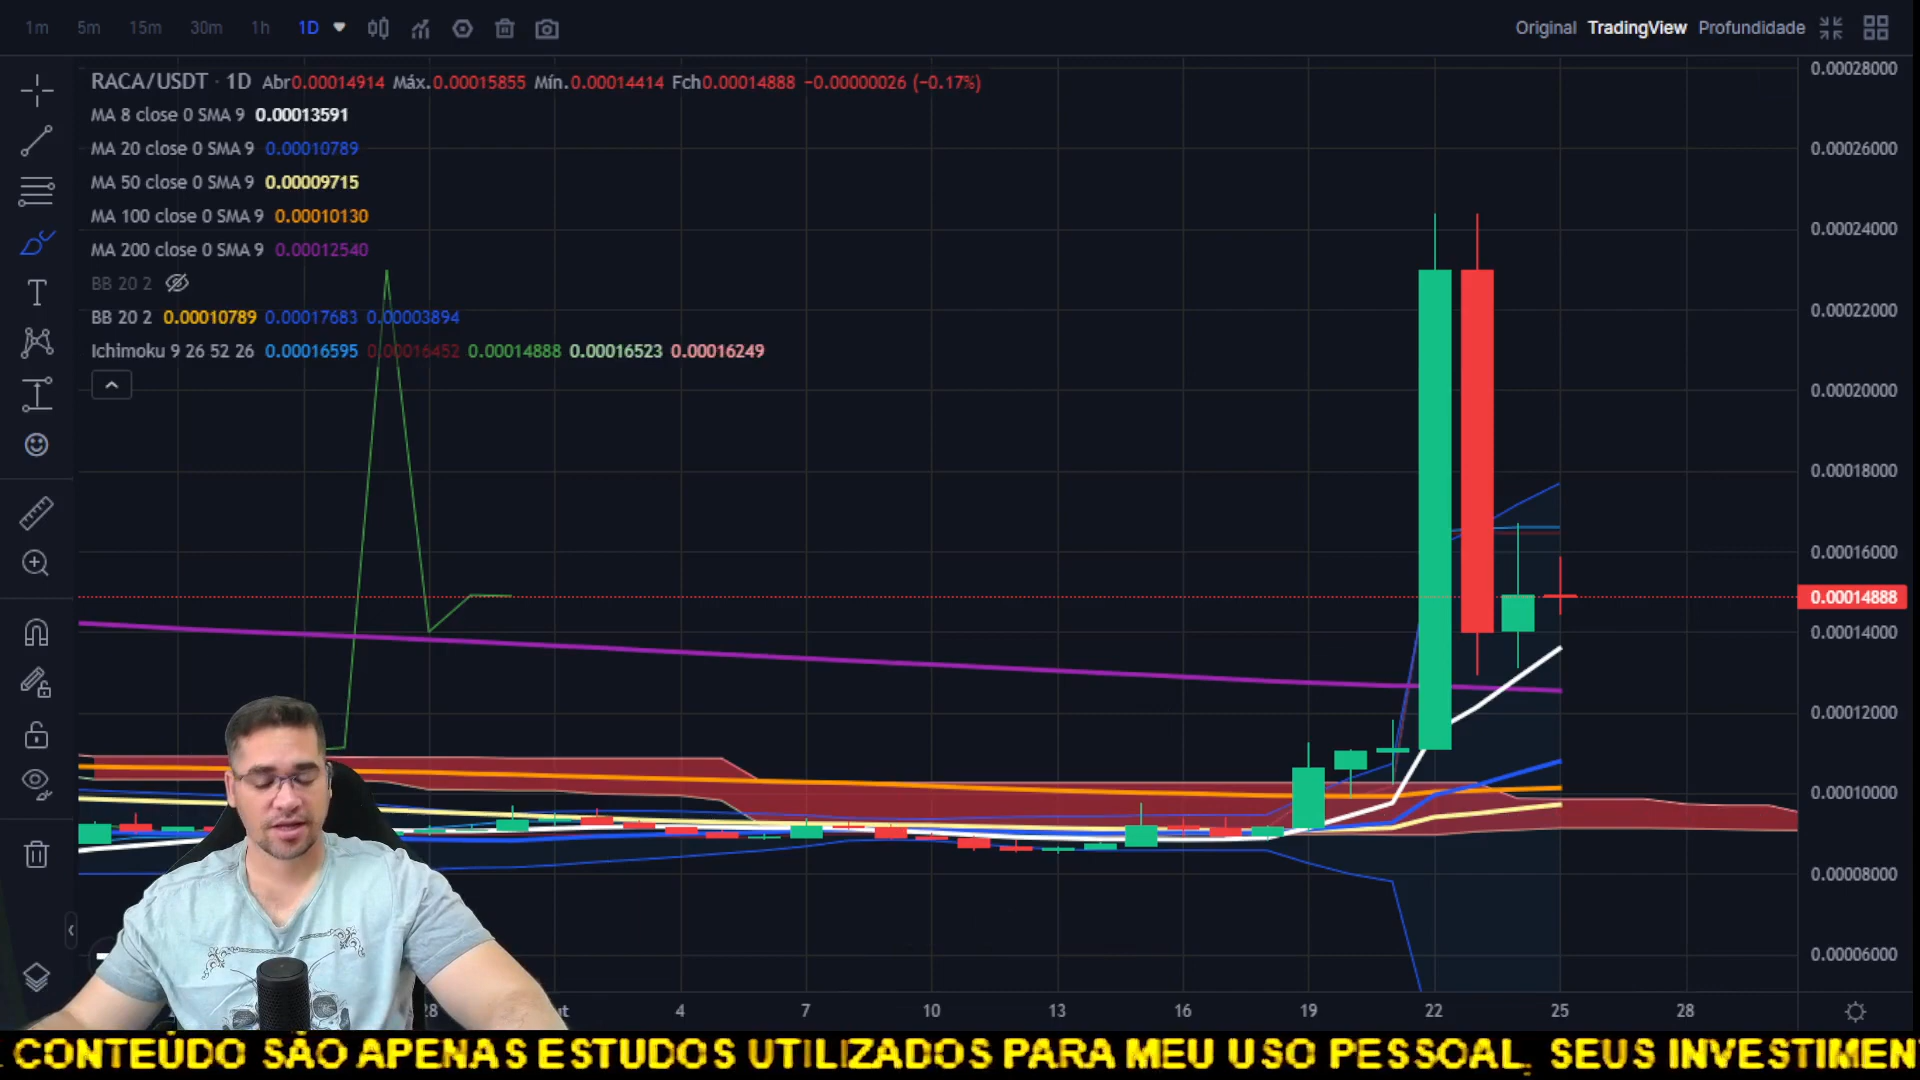 1m 5m 15m 30m 1h 1D Original TradingView Profundidade
RACA/USDT · 1D Abr0.00014914 Máx.0.00015855 Mín.0.00014414 Fch0.00014888 −0.00000026 (−0.17%)
MA 8 close 0 SMA 9 0.00013591
MA 20 close 0 SMA 9 0.00010789
MA 50 close 0 SMA 9 0.00009715
MA 100 close 0 SMA 9 0.00010130
MA 200 close 0 SMA 9 0.00012540
BB 20 2
BB 20 2 0.00010789 0.00017683 0.00003894
Ichimoku 9 26 52 26 0.00016595 0.00016452 0.00014888 0.00016523 0.00016249
0.00028000
0.00026000
0.00024000
0.00022000
0.00020000
0.00018000
0.00016000
0.00014888
0.00014000
0.00012000
0.00010000
0.00008000
0.00006000
28 4 7 10 13 16 19 22 25 28
CONTEÚDO SÃO APENAS ESTUDOS UTILIZADOS PARA MEU USO PESSOAL, SEUS INVESTIMEN